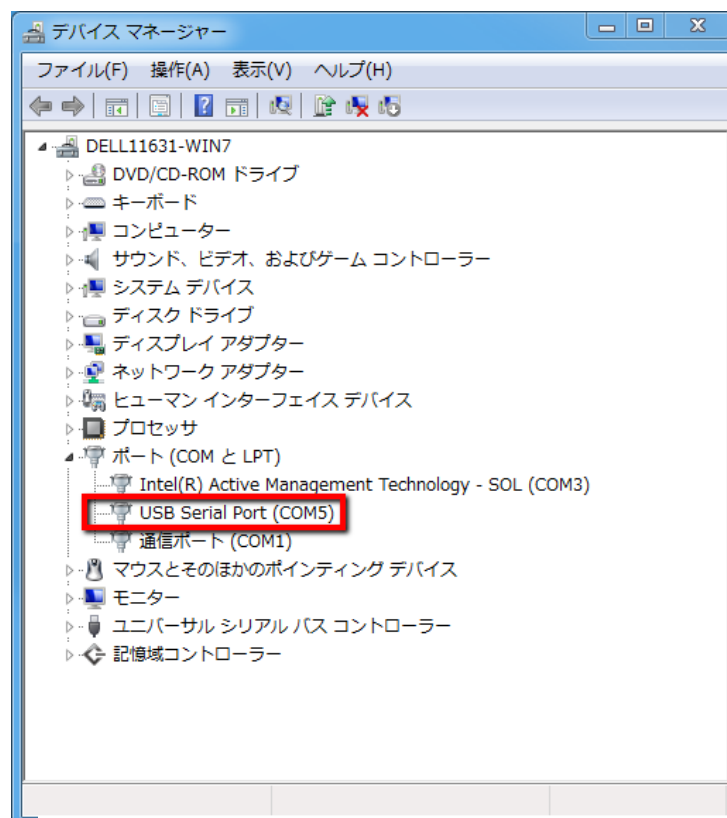 デバイス マネージャー
ファイル(F) 操作(A) 表示(V) ヘルプ(H)
DELL11631-WIN7
DVD/CD-ROM ドライブ
キーボード
コンピューター
サウンド、ビデオ、およびゲーム コントローラー
システム デバイス
ディスク ドライブ
ディスプレイ アダプター
ネットワーク アダプター
ヒューマン インターフェイス デバイス
プロセッサ
ポート (COM と LPT)
Intel(R) Active Management Technology - SOL (COM3)
USB Serial Port (COM5)
通信ポート (COM1)
マウスとそのほかのポインティング デバイス
モニター
ユニバーサル シリアル バス コントローラー
記憶域コントローラー